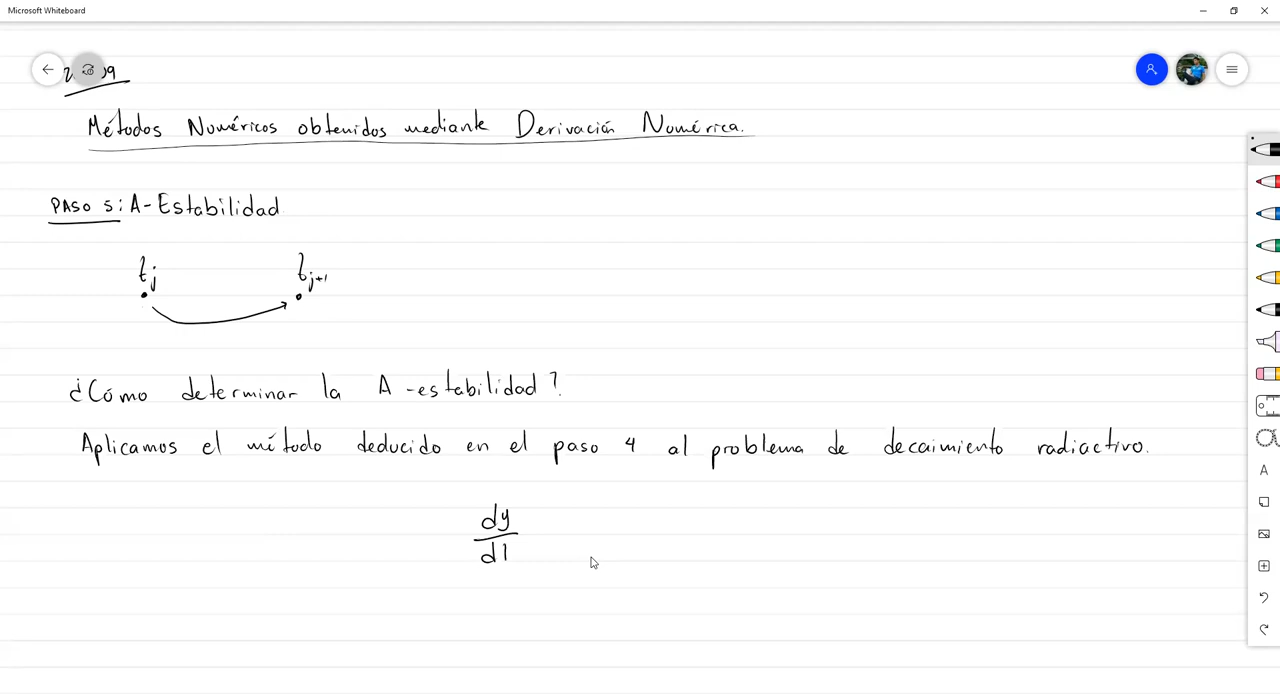 Microsoft Whiteboard
Métodos Numéricos obtenidos mediante Derivación Numérica.
PASO 5: A-Estabilidad
tj tj+1
¿Cómo determinar la A-estabilidad?
Aplicamos el método deducido en el paso 4 al problema de decaimiento radiactivo.
dy
d
A